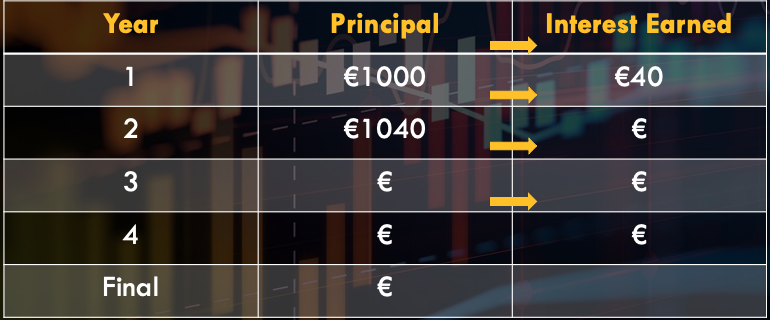 Year Principal Interest Earned
1 €1000 €40
2 €1040 €
3 € €
4 € €
Final €